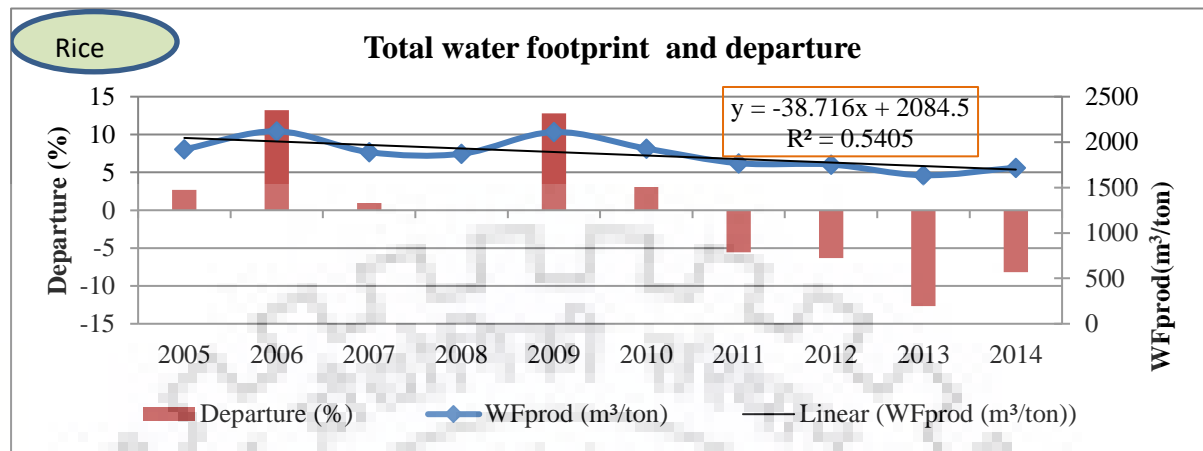 Rice
Total water footprint and departure
y = -38.716x + 2084.5
R² = 0.5405
Departure (%)
15
10
5
0
-5
-10
-15
2500
2000
1500
1000
500
0
WFprod(m³/ton)
2005 2006 2007 2008 2009 2010 2011 2012 2013 2014
Departure (%) WFprod (m³/ton) Linear (WFprod (m³/ton))